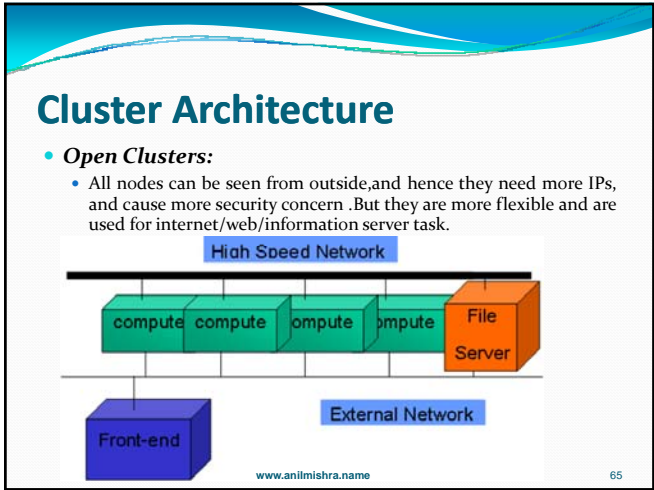 Cluster Architecture
• Open Clusters:
• All nodes can be seen from outside,and hence they need more IPs,
and cause more security concern .But they are more flexible and are
used for internet/web/information server task.
High Speed Network
compute compute ompute ompute File
Server
External Network
Front-end
www.anilmishra.name 65